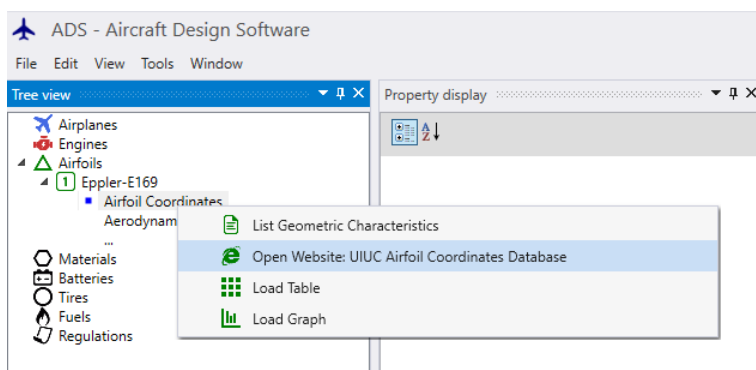 ADS - Aircraft Design Software
File Edit View Tools Window
Tree view
Property display
A
Z
Airplanes
Engines
Airfoils
1 Eppler-E169
Airfoil Coordinates
Aerodynam
...
List Geometric Characteristics
Open Website: UIUC Airfoil Coordinates Database
Load Table
Load Graph
Materials
Batteries
Tires
Fuels
Regulations